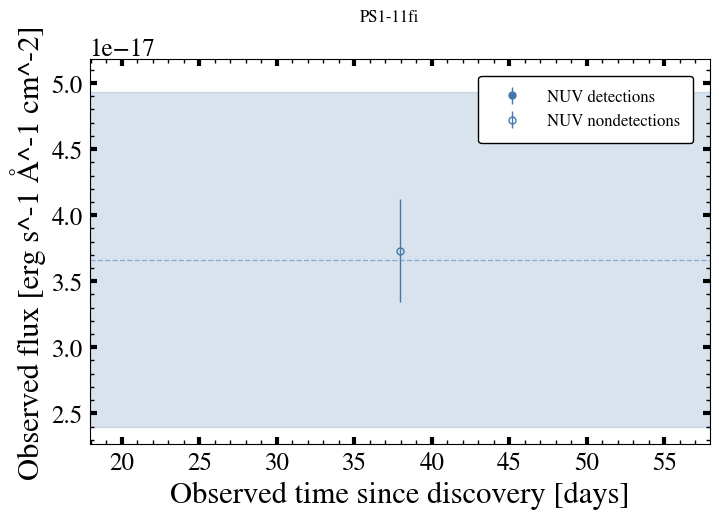 PS1-11fi
1e−17
Observed flux [erg s^-1 Å^-1 cm^-2]
5.0
4.5
4.0
3.5
3.0
2.5
NUV detections
NUV nondetections
20 25 30 35 40 45 50 55
Observed time since discovery [days]